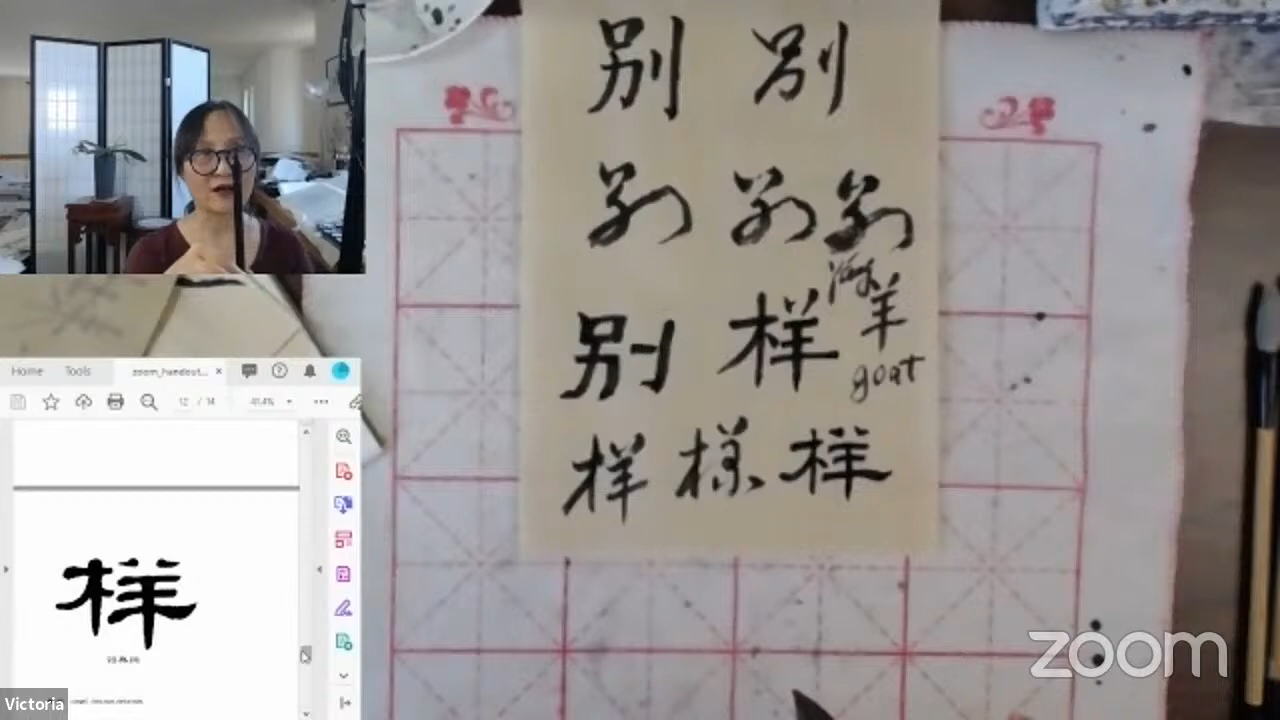 别 别
别 别 别
别 样 羊
goat
样 様 样
Home Tools zoom_handout...
12 / 14
样
Victoria
zoom